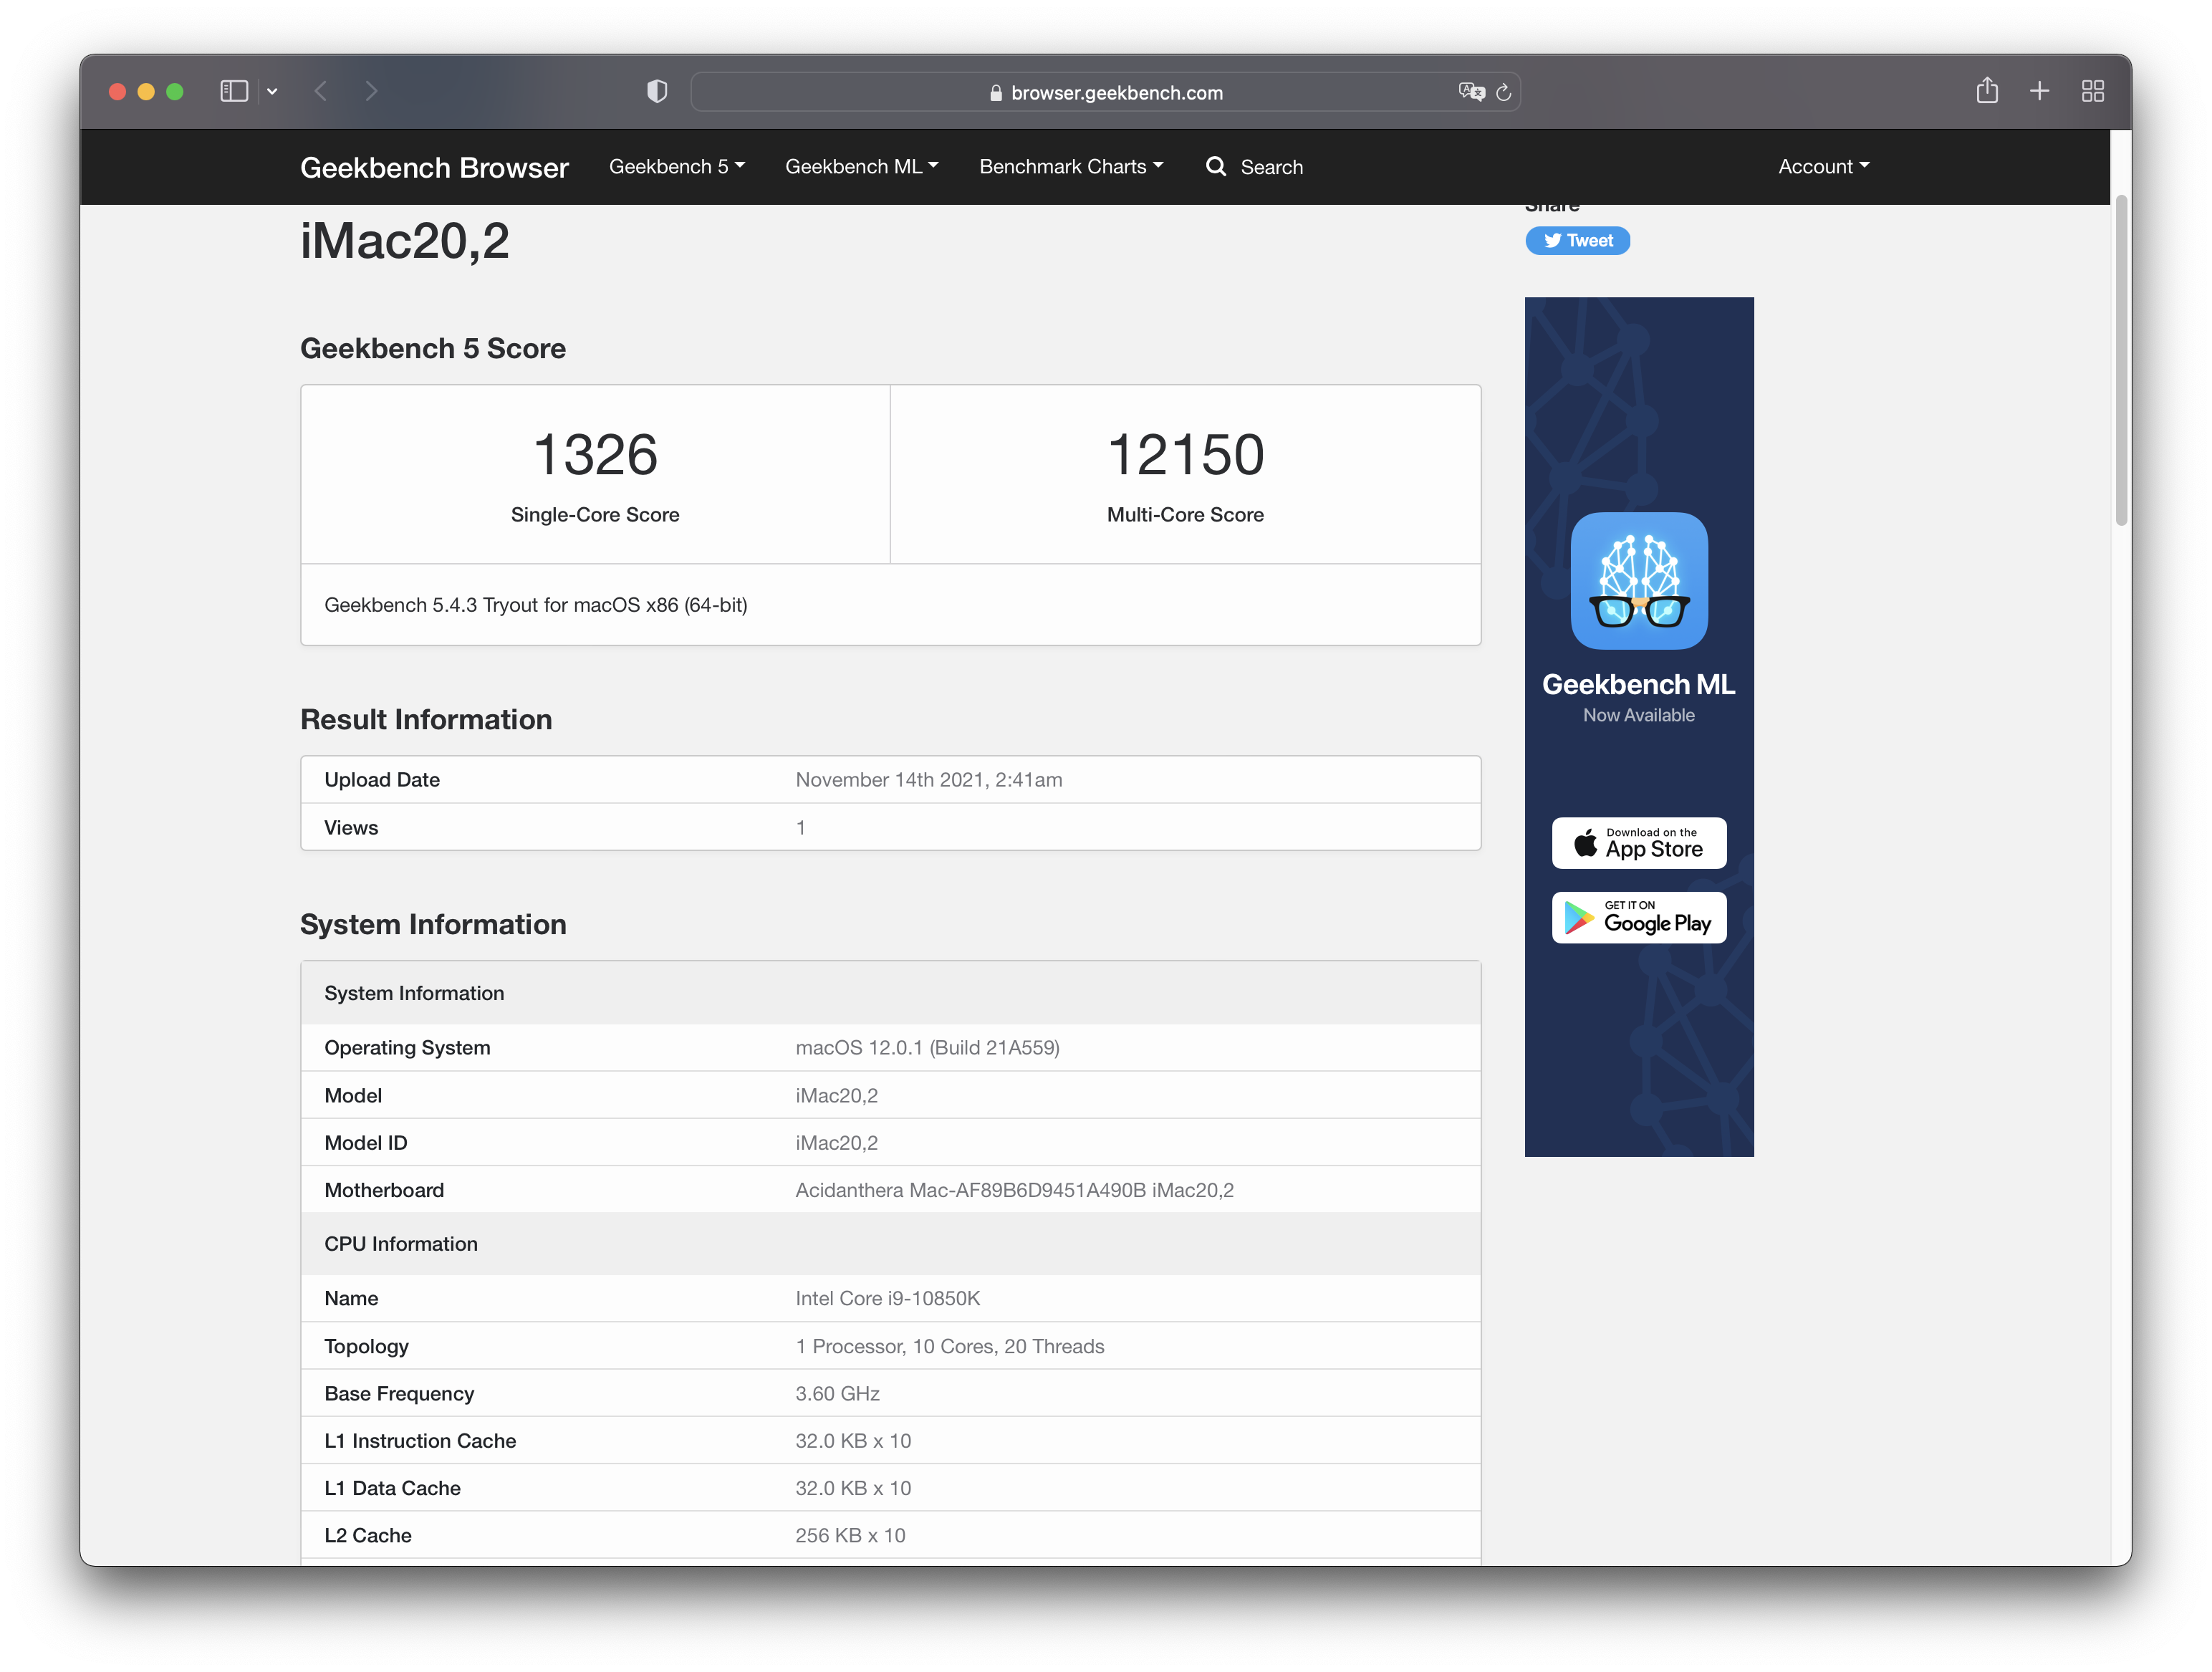 browser.geekbench.com
Geekbench Browser Geekbench 5 Geekbench ML Benchmark Charts Search Account
Share
iMac20,2
Tweet
Geekbench 5 Score
1326 12150
Single-Core Score Multi-Core Score
Geekbench 5.4.3 Tryout for macOS x86 (64-bit)
Geekbench ML
Now Available
Download on the
App Store
GET IT ON
Google Play
Result Information
Upload Date November 14th 2021, 2:41am
Views 1
System Information
System Information
Operating System macOS 12.0.1 (Build 21A559)
Model iMac20,2
Model ID iMac20,2
Motherboard Acidanthera Mac-AF89B6D9451A490B iMac20,2
CPU Information
Name Intel Core i9-10850K
Topology 1 Processor, 10 Cores, 20 Threads
Base Frequency 3.60 GHz
L1 Instruction Cache 32.0 KB x 10
L1 Data Cache 32.0 KB x 10
L2 Cache 256 KB x 10